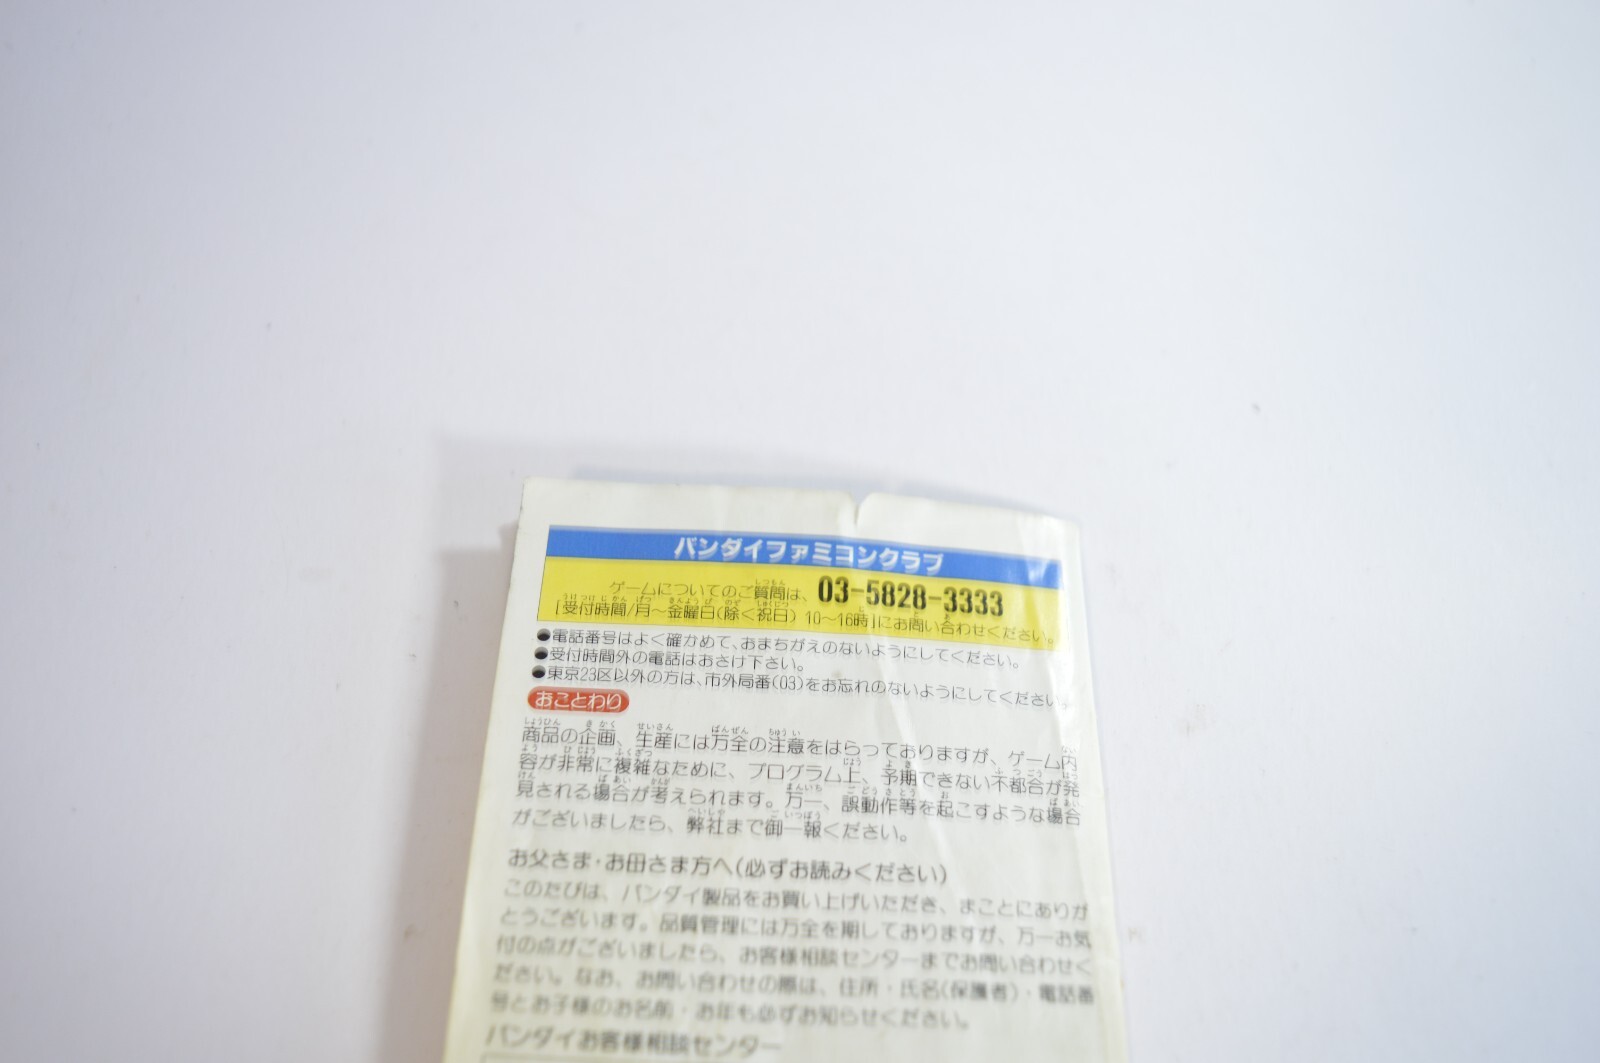 バンダイファミコンクラブ
ゲームについてのご質問は、03-5828-3333
｢受付時間/月～金曜日(除く祝日) 10～16時｣にお問い合わせください。
●電話番号はよく確かめて、おまちがえのないようにしてください。
●受付時間外の電話はおさけ下さい。
●東京23区以外の方は、市外局番(03)をお忘れのないようにしてください。
おことわり
商品の企画、生産には万全の注意をはらっておりますが、ゲーム内
容が非常に複雑なために、プログラム上、予期できない不都合が発
見される場合が考えられます。万一、誤動作等を起こすような場合
がございましたら、弊社まで御一報ください。
お父さま・お母さま方へ(必ずお読みください)
このたびは、バンダイ製品をお買い上げいただき、まことにありが
とうございます。品質管理には万全を期しておりますが、万一お気
付の点がございましたら、お客様相談センターまでお問い合わせく
ださい。なお、お問い合わせの際は、住所・氏名(保護者)・電話番
号とお子様のお名前・お年も必ずお知らせください。
バンダイお客様相談センター